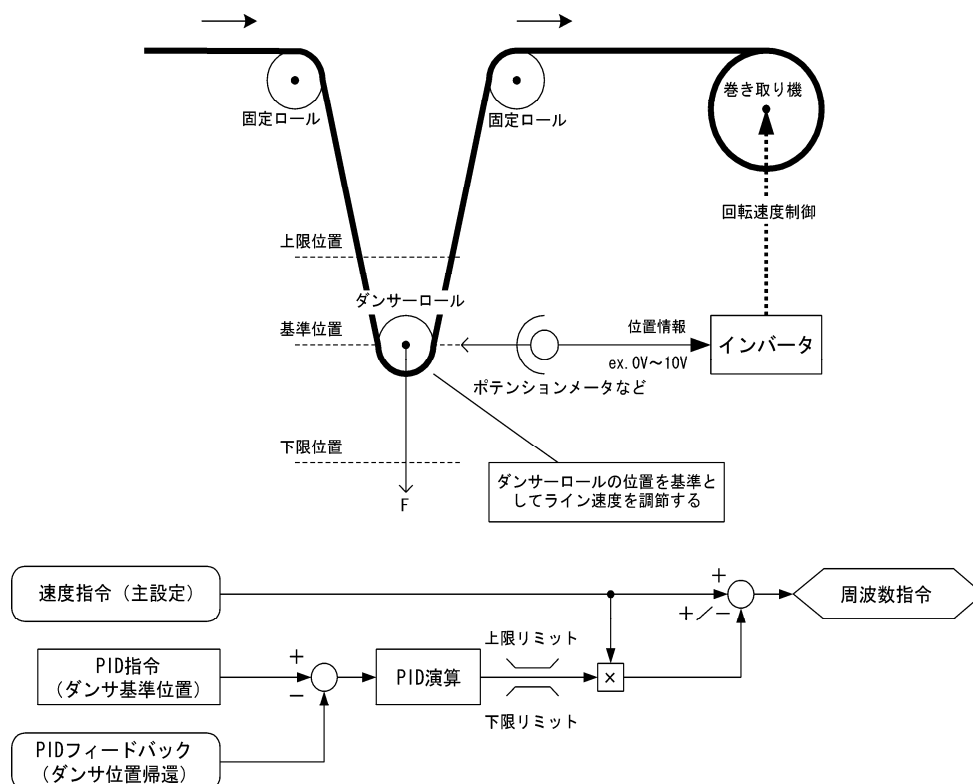 巻き取り機
固定ロール
固定ロール
回転速度制御
上限位置
ダンサーロール
基準位置
位置情報
インバータ
ex. 0V～10V
ポテンションメータなど
下限位置
ダンサーロールの位置を基準と
してライン速度を調節する
F
速度指令（主設定）
+
+／−
周波数指令
上限リミット
PID指令
（ダンサ基準位置）
+
−
PID演算
×
下限リミット
PIDフィードバック
（ダンサ位置帰還）